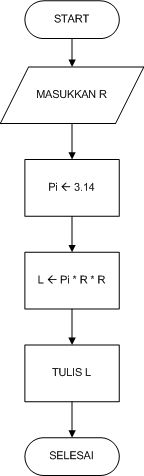 START
MASUKKAN R
Pi ← 3.14
L ← Pi * R * R
TULIS L
SELESAI